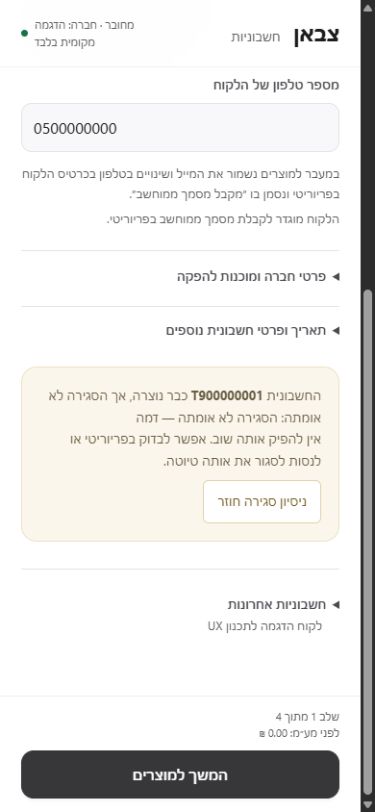 צבאן
חשבוניות
מחובר · חברה: הדגמה
מקומית בלבד
מספר טלפון של הלקוח
0500000000
במעבר למוצרים נשמור את המייל ושינויים בטלפון בכרטיס הלקוח
בפריוריטי ונסמן בו "מקבל מסמך ממוחשב".
הלקוח מוגדר לקבלת מסמך ממוחשב בפריוריטי.
פרטי חברה ומוכנות להפקה
תאריך ופרטי חשבונית נוספים
החשבונית T900000001 כבר נוצרה, אך הסגירה לא
אומתה: הסגירה לא אומתה — דמה
אין להפיק אותה שוב. אפשר לבדוק בפריוריטי או
לנסות לסגור את אותה טיוטה.
ניסיון סגירה חוזר
חשבוניות אחרונות
לקוח הדגמה לתכנון UX
שלב 1 מתוך 4
לפני מע״מ: 0.00 ₪
המשך למוצרים